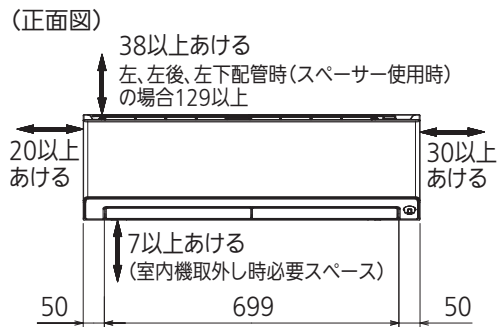 (正面図)
38以上あける
左、左後、左下配管時(スペーサー使用時)
の場合129以上
20以上
あける
30以上
あける
7以上あける
(室内機取外し時必要スペース)
50
699
50